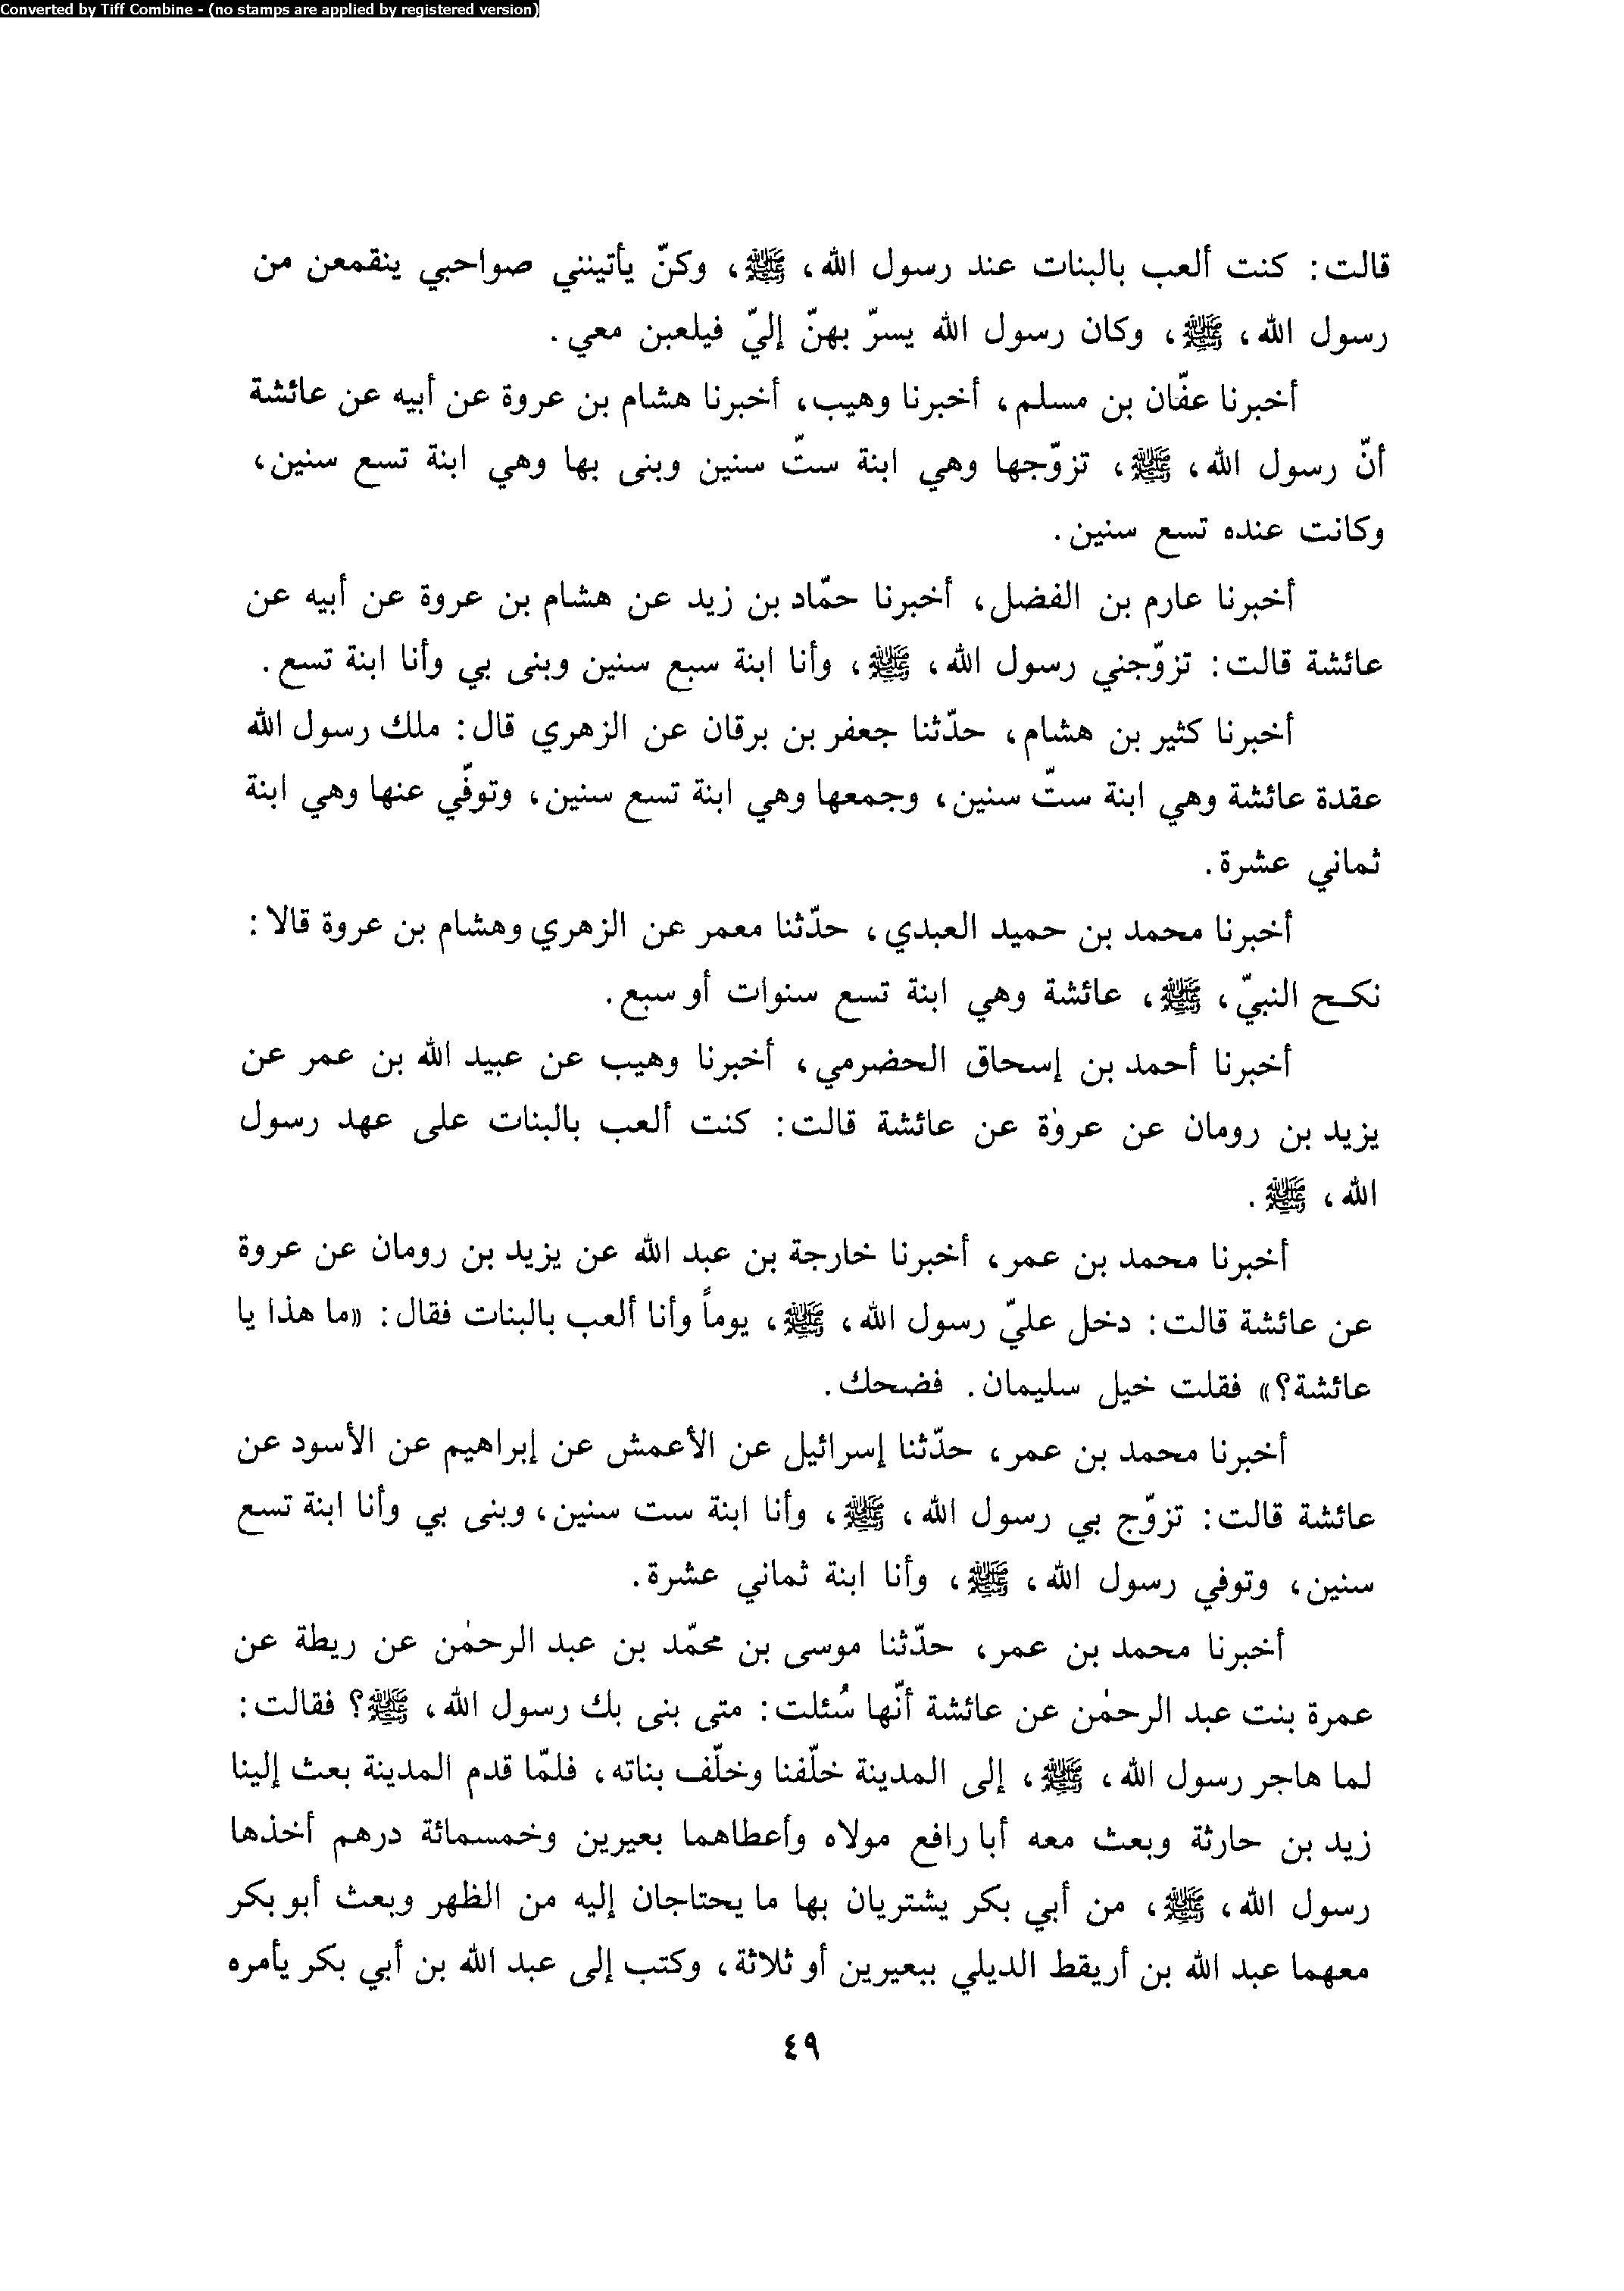 Converted by Tiff Combine - (no stamps are applied by registered version)
قالت: كنت ألعب بالبنات عند رسول الله، ﷺ، وكنّ يأتينني صواحبي ينقمعن من
رسول الله، ﷺ، وكان رسول الله يسرّ بهنّ إليّ فيلعبن معي.
أخبرنا عفّان بن مسلم، أخبرنا وهيب، أخبرنا هشام بن عروة عن أبيه عن عائشة
أنّ رسول الله، ﷺ، تزوّجها وهي ابنة ستّ سنين وبنى بها وهي ابنة تسع سنين،
وكانت عنده تسع سنين.
أخبرنا عارم بن الفضل، أخبرنا حمّاد بن زيد عن هشام بن عروة عن أبيه عن
عائشة قالت: تزوّجني رسول الله، ﷺ، وأنا ابنة سبع سنين وبنى بي وأنا ابنة تسع.
أخبرنا كثير بن هشام، حدّثنا جعفر بن برقان عن الزهري قال: ملك رسول الله
عقدة عائشة وهي ابنة ستّ سنين، وجمعها وهي ابنة تسع سنين، وتوفّي عنها وهي ابنة
ثماني عشرة.
أخبرنا محمد بن حميد العبدي، حدّثنا معمر عن الزهري وهشام بن عروة قالا:
نكح النبيّ، ﷺ، عائشة وهي ابنة تسع سنوات أو سبع.
أخبرنا أحمد بن إسحاق الحضرمي، أخبرنا وهيب عن عبيد الله بن عمر عن
يزيد بن رومان عن عروة عن عائشة قالت: كنت ألعب بالبنات على عهد رسول
الله، ﷺ.
أخبرنا محمد بن عمر، أخبرنا خارجة بن عبد الله عن يزيد بن رومان عن عروة
عن عائشة قالت: دخل عليّ رسول الله، ﷺ، يوماً وأنا ألعب بالبنات فقال: «ما هذا يا
عائشة؟» فقلت خيل سليمان. فضحك.
أخبرنا محمد بن عمر، حدّثنا إسرائيل عن الأعمش عن إبراهيم عن الأسود عن
عائشة قالت: تزوّج بي رسول الله، ﷺ، وأنا ابنة ست سنين، وبنى بي وأنا ابنة تسع
سنين، وتوفي رسول الله، ﷺ، وأنا ابنة ثماني عشرة.
أخبرنا محمد بن عمر، حدّثنا موسى بن محمّد بن عبد الرحمٰن عن ريطة عن
عمرة بنت عبد الرحمٰن عن عائشة أنّها سُئلت: متى بنى بك رسول الله، ﷺ؟ فقالت:
لما هاجر رسول الله، ﷺ، إلى المدينة خلّفنا وخلّف بناته، فلمّا قدم المدينة بعث إلينا
زيد بن حارثة وبعث معه أبا رافع مولاه وأعطاهما بعيرين وخمسمائة درهم أخذها
رسول الله، ﷺ، من أبي بكر يشتريان بها ما يحتاجان إليه من الظهر وبعث أبو بكر
معهما عبد الله بن أريقط الديلي ببعيرين أو ثلاثة، وكتب إلى عبد الله بن أبي بكر يأمره
٤٩